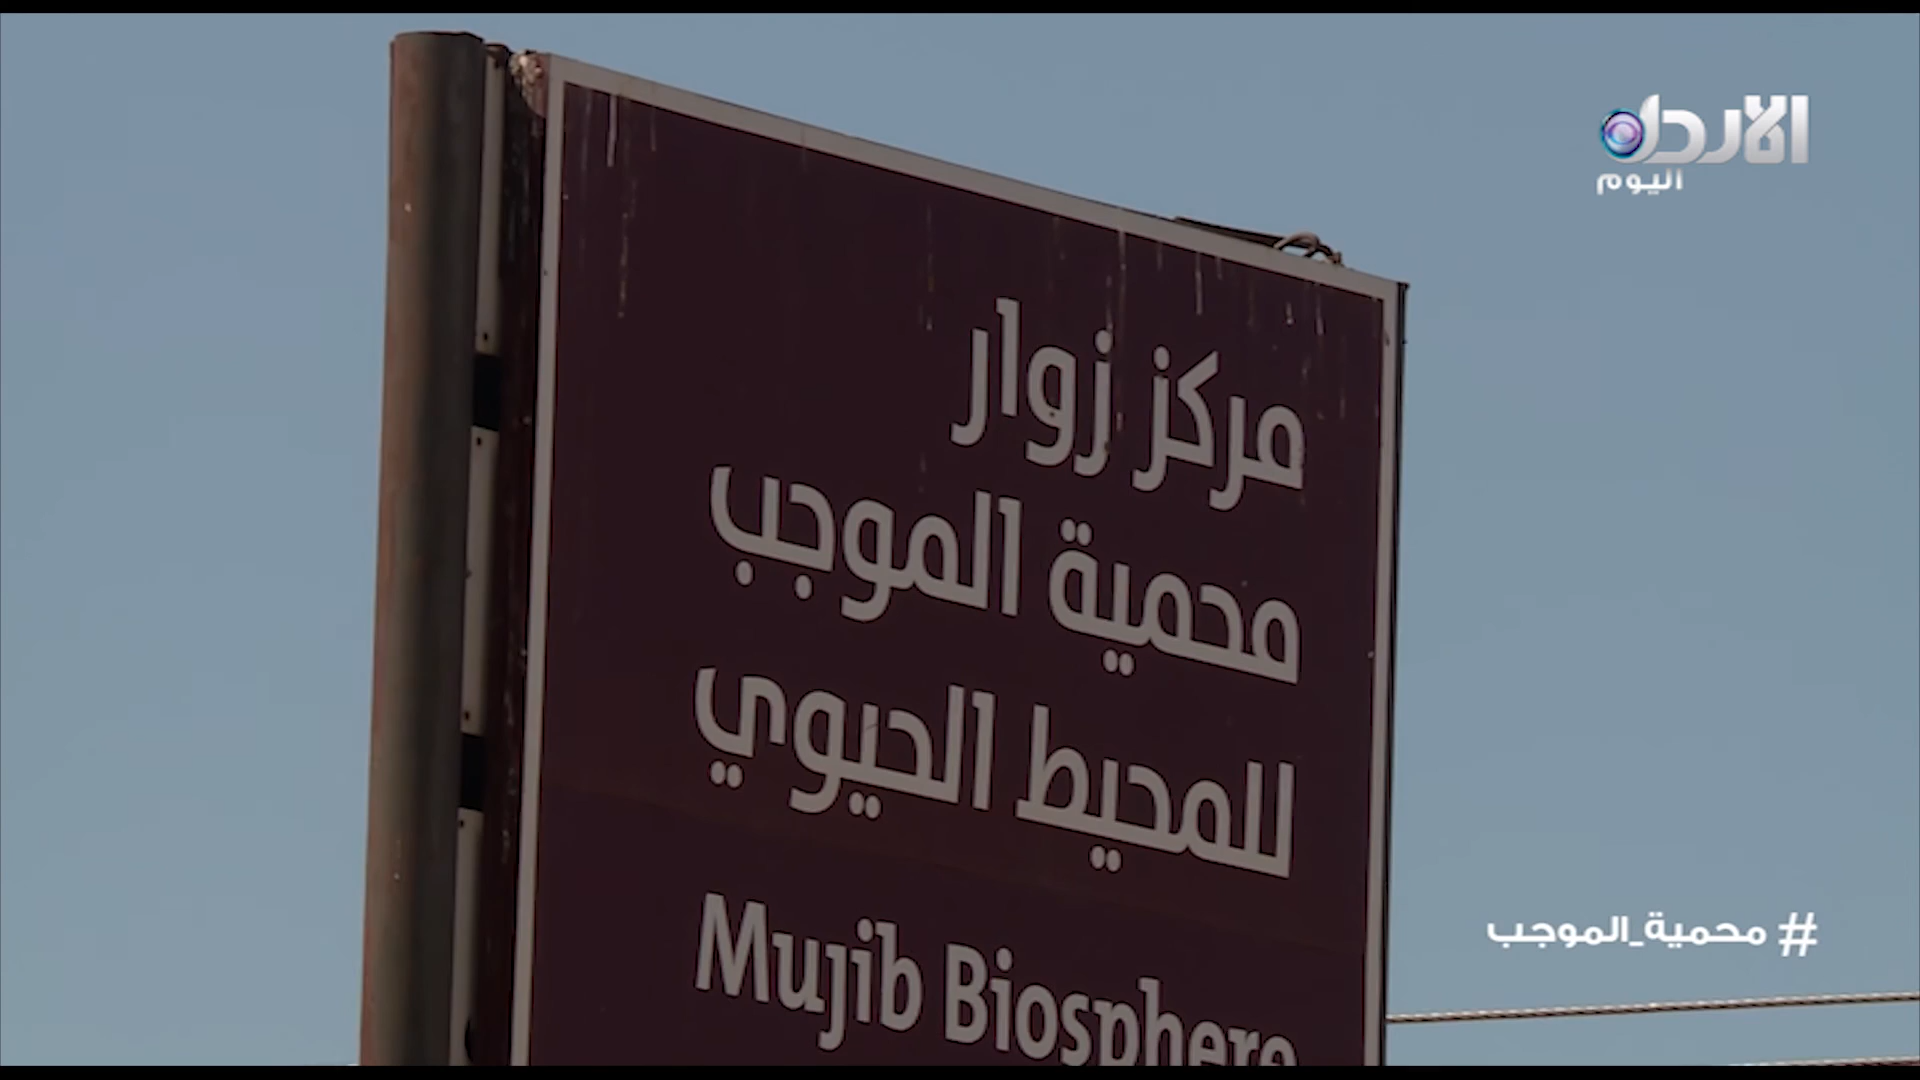 الاردن
اليوم
مركز زوار
محمية الموجب
للمحيط الحيوي
Mujib Biosphere
#محمية_الموجب